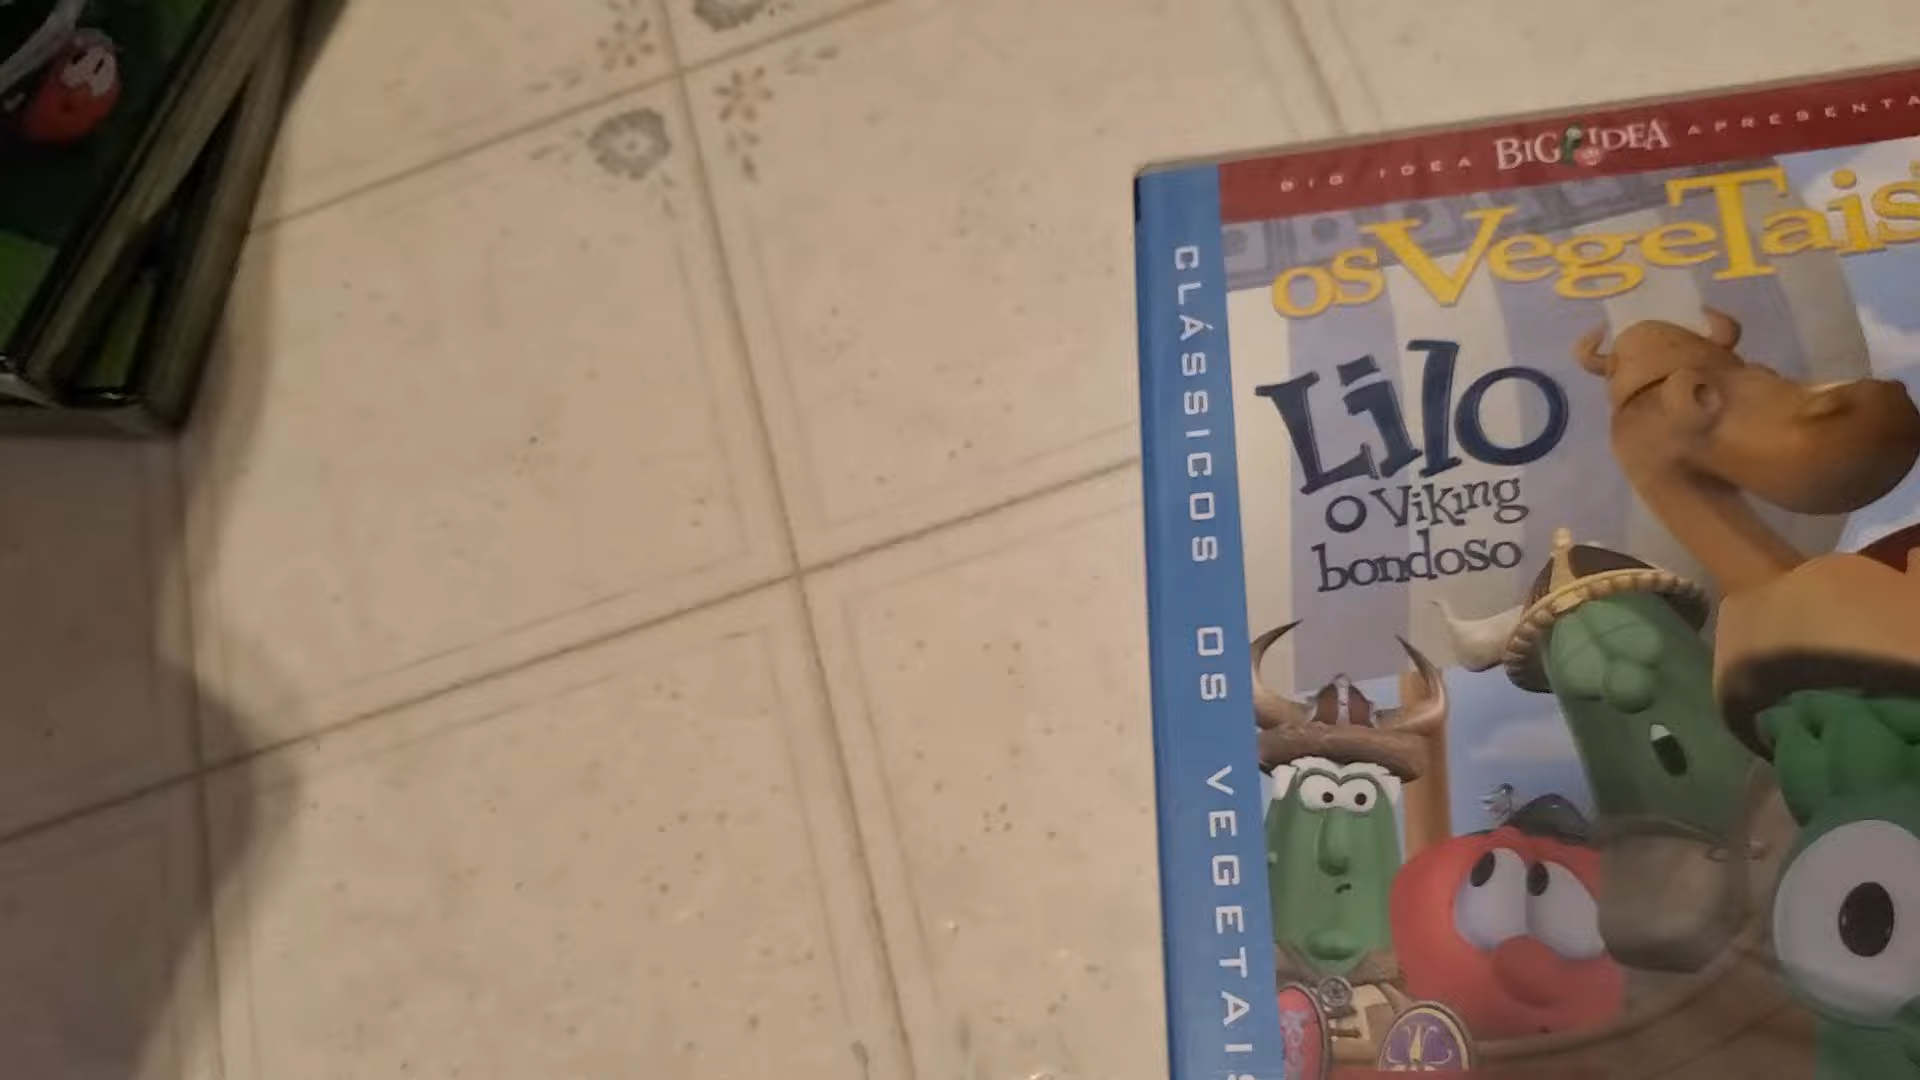 BIG IDEA BIG IDEA APRESENTA
os VegeTais
Lilo
O Viking
bondoso
CLÁSSICOS OS VEGETAIS